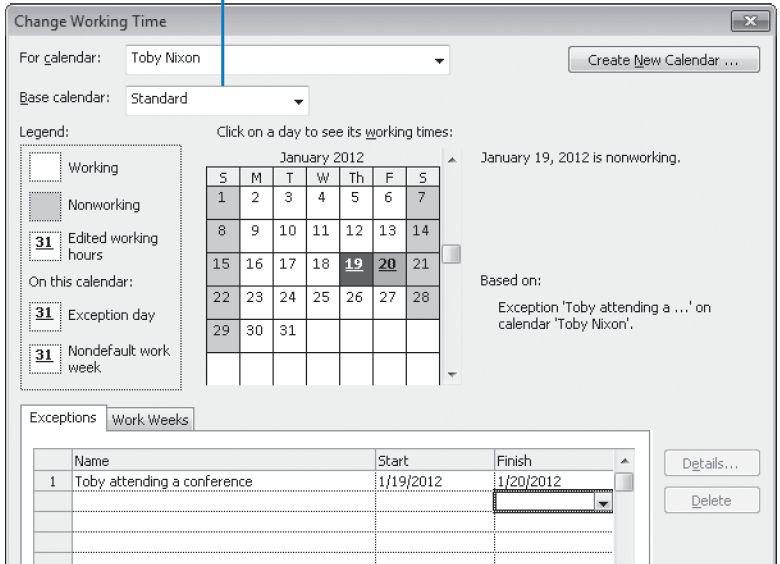 Change Working Time
For calendar: Toby Nixon
Create New Calendar ...
Base calendar: Standard
Legend:
Click on a day to see its working times:
Working
Nonworking
31 Edited working
hours
On this calendar:
31 Exception day
31 Nondefault work
week
January 2012
S M T W Th F S
1 2 3 4 5 6 7
8 9 10 11 12 13 14
15 16 17 18 19 20 21
22 23 24 25 26 27 28
29 30 31
January 19, 2012 is nonworking.
Based on:
Exception 'Toby attending a ...' on
calendar 'Toby Nixon'.
Exceptions Work Weeks
Name Start Finish
1 Toby attending a conference 1/19/2012 1/20/2012
Details...
Delete